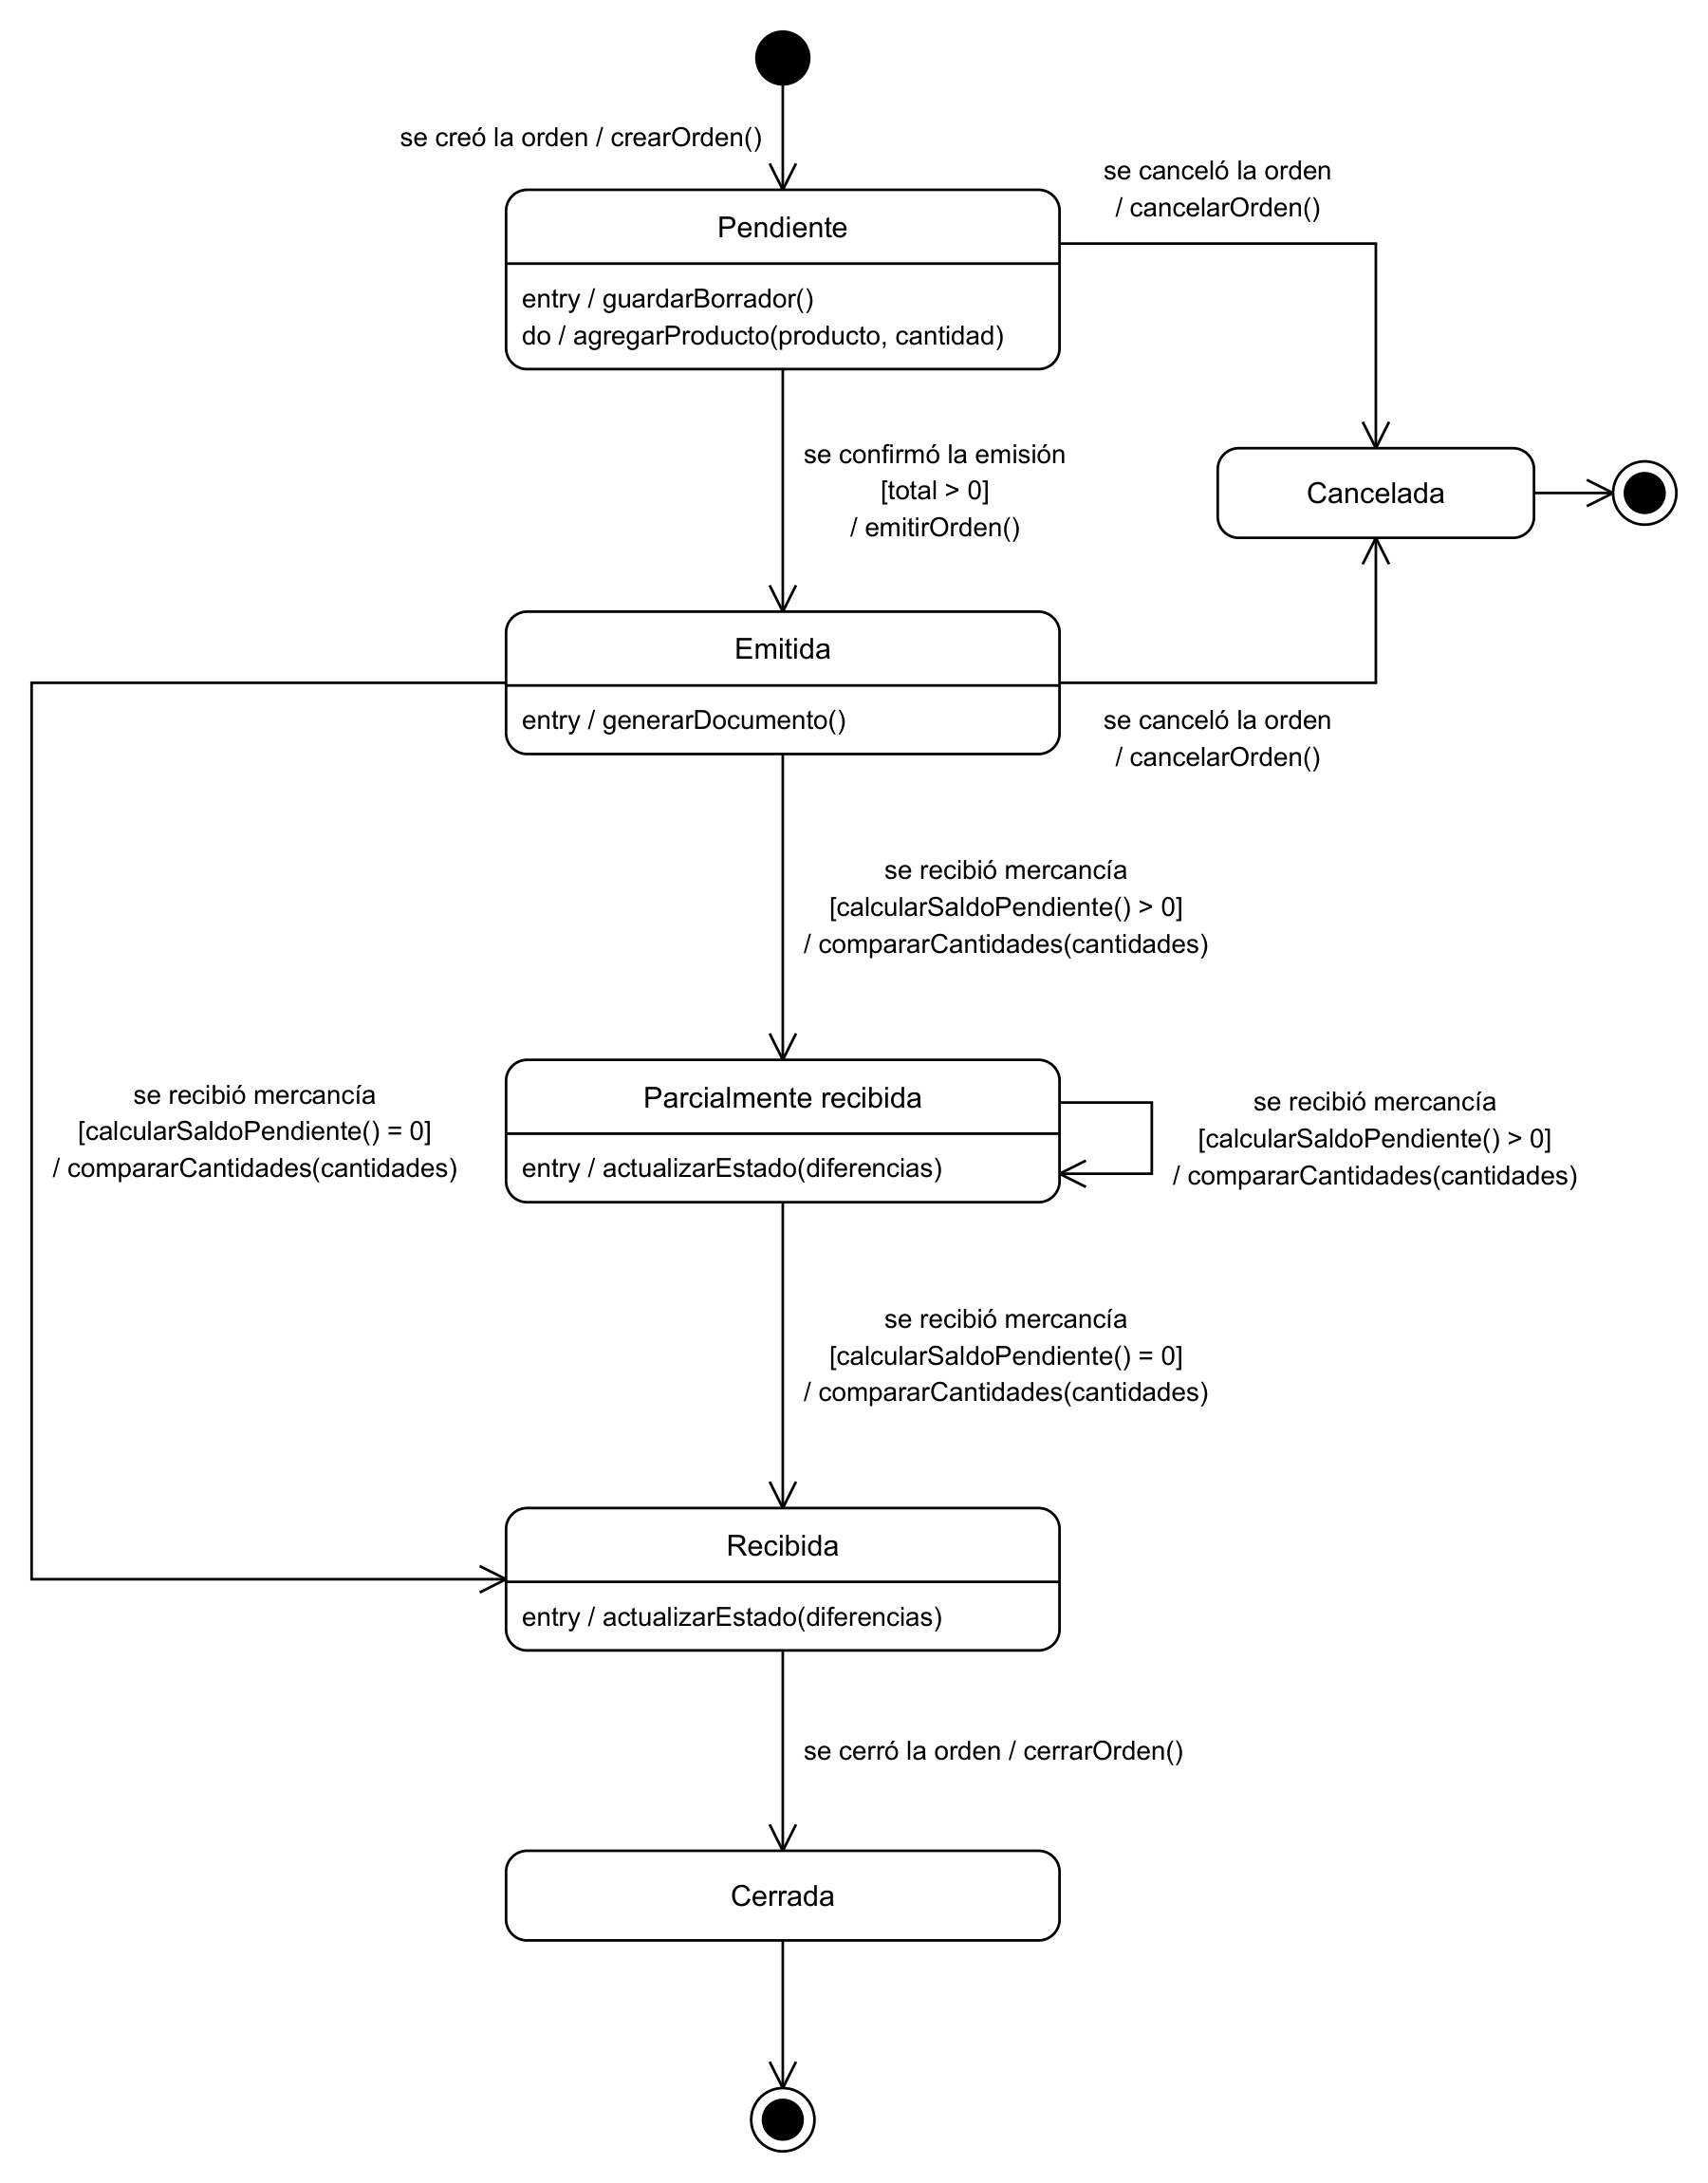 se creó la orden / crearOrden()
se canceló la orden
/ cancelarOrden()
Pendiente
entry / guardarBorrador()
do / agregarProducto(producto, cantidad)
se confirmó la emisión
[total > 0]
/ emitirOrden()
Cancelada
Emitida
entry / generarDocumento()
se canceló la orden
/ cancelarOrden()
se recibió mercancía
[calcularSaldoPendiente() > 0]
/ compararCantidades(cantidades)
se recibió mercancía
[calcularSaldoPendiente() = 0]
/ compararCantidades(cantidades)
Parcialmente recibida
entry / actualizarEstado(diferencias)
se recibió mercancía
[calcularSaldoPendiente() > 0]
/ compararCantidades(cantidades)
se recibió mercancía
[calcularSaldoPendiente() = 0]
/ compararCantidades(cantidades)
Recibida
entry / actualizarEstado(diferencias)
se cerró la orden / cerrarOrden()
Cerrada